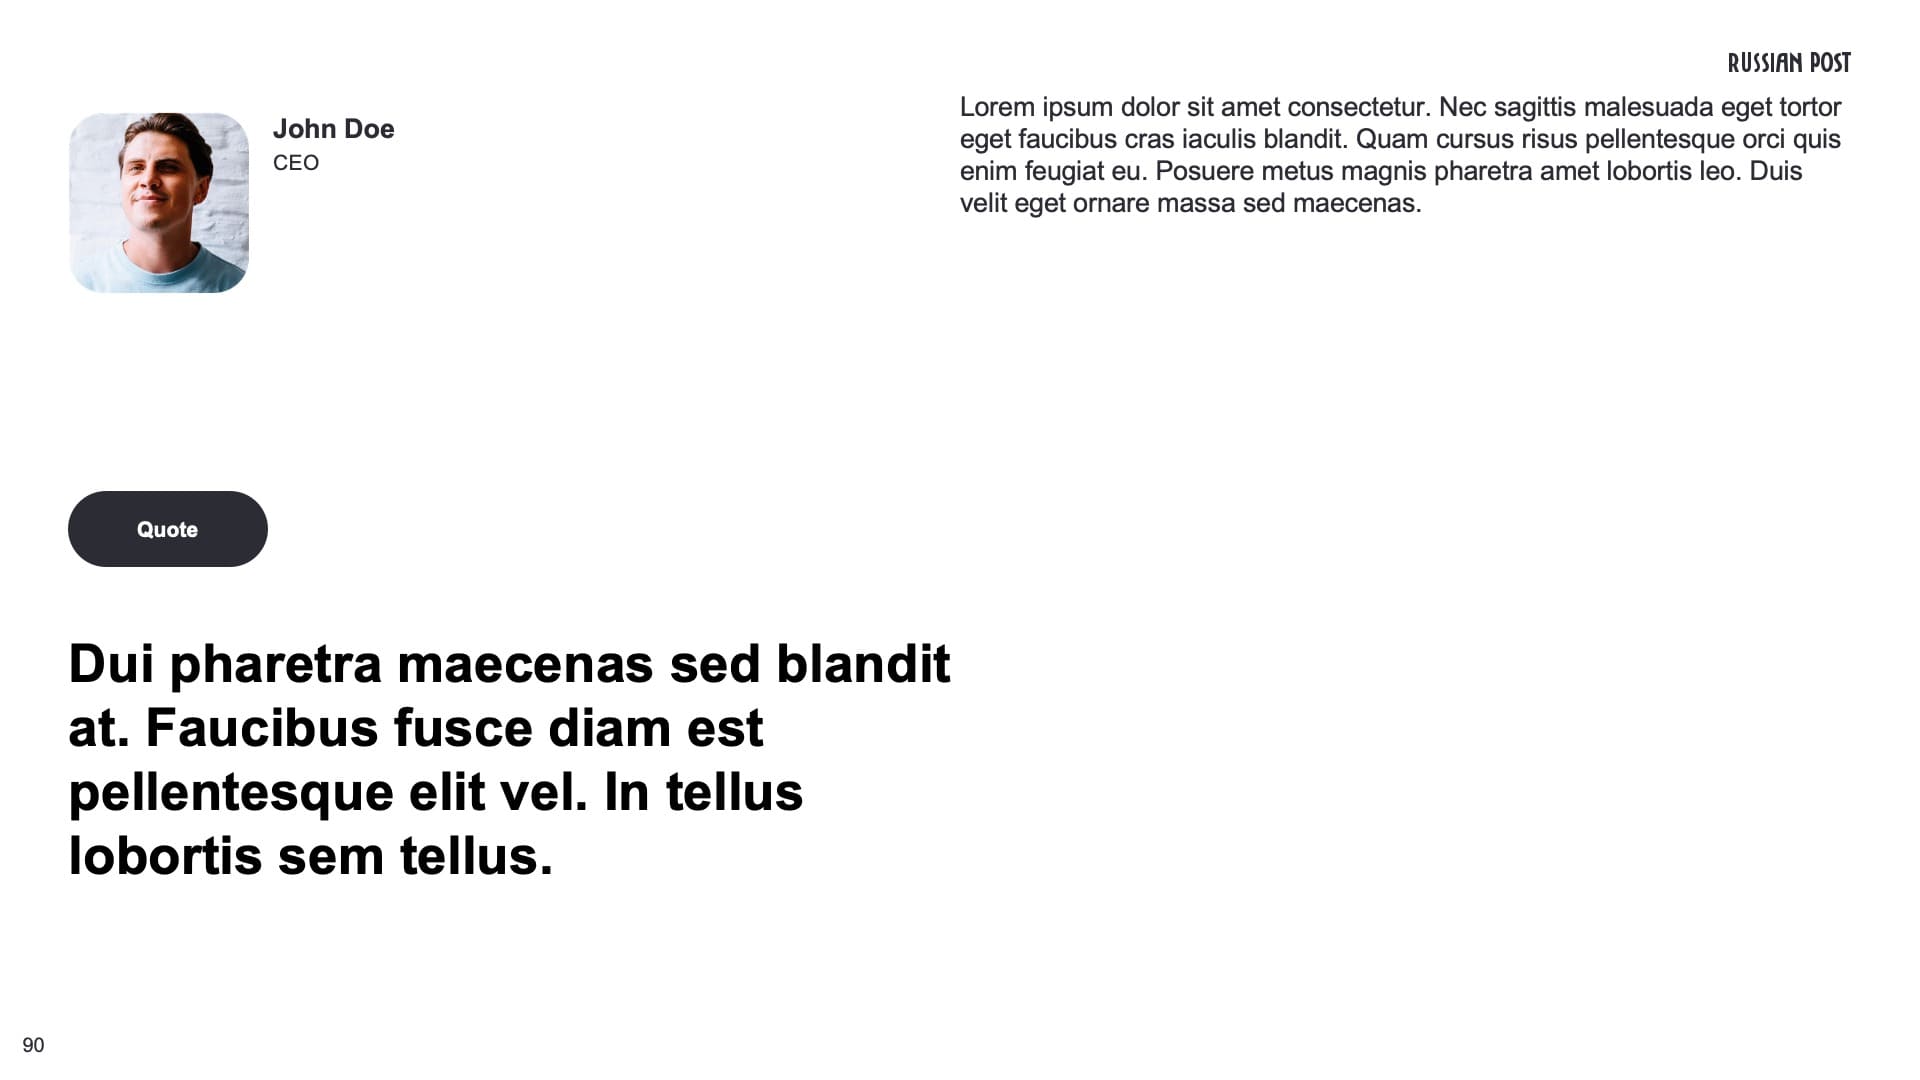 RUSSIAN POST
John Doe
CEO
Lorem ipsum dolor sit amet consectetur. Nec sagittis malesuada eget tortor
eget faucibus cras iaculis blandit. Quam cursus risus pellentesque orci quis
enim feugiat eu. Posuere metus magnis pharetra amet lobortis leo. Duis
velit eget ornare massa sed maecenas.
Quote
Dui pharetra maecenas sed blandit
at. Faucibus fusce diam est
pellentesque elit vel. In tellus
lobortis sem tellus.
90